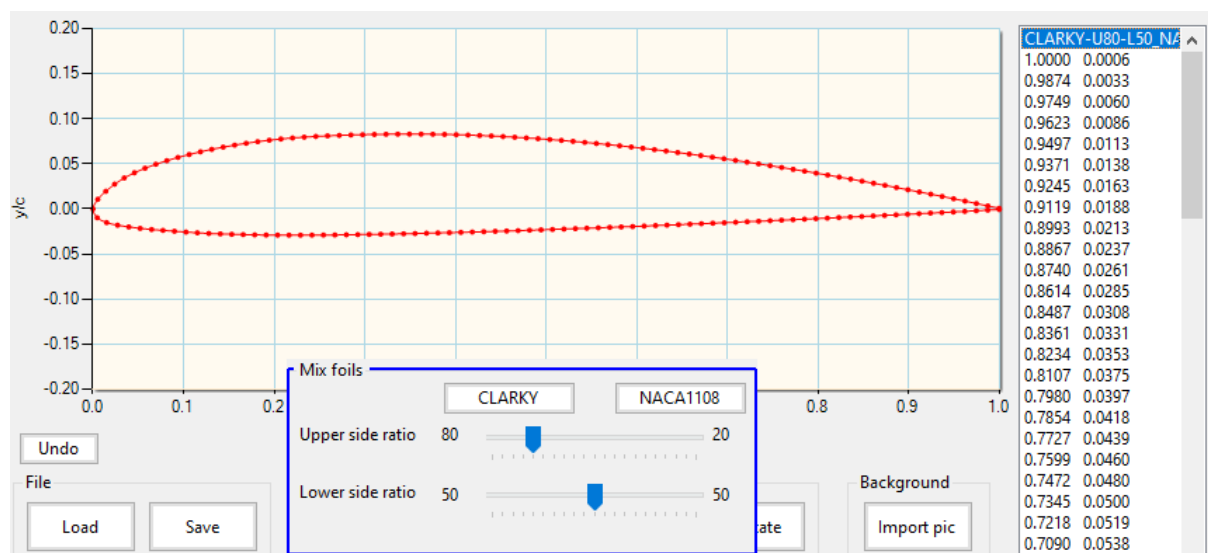 0.20
0.15
0.10
0.05
0.00
-0.05
-0.10
-0.15
-0.20
y/c
0.0 0.1 0.2 0.8 0.9 1.0
Mix foils
CLARKY NACA1108
Upper side ratio 80 20
Lower side ratio 50 50
Undo
File
Load Save
Background
Import pic
CLARKY-U80-L50_NA
1.0000 0.0006
0.9874 0.0033
0.9749 0.0060
0.9623 0.0086
0.9497 0.0113
0.9371 0.0138
0.9245 0.0163
0.9119 0.0188
0.8993 0.0213
0.8867 0.0237
0.8740 0.0261
0.8614 0.0285
0.8487 0.0308
0.8361 0.0331
0.8234 0.0353
0.8107 0.0375
0.7980 0.0397
0.7854 0.0418
0.7727 0.0439
0.7599 0.0460
0.7472 0.0480
0.7345 0.0500
0.7218 0.0519
0.7090 0.0538